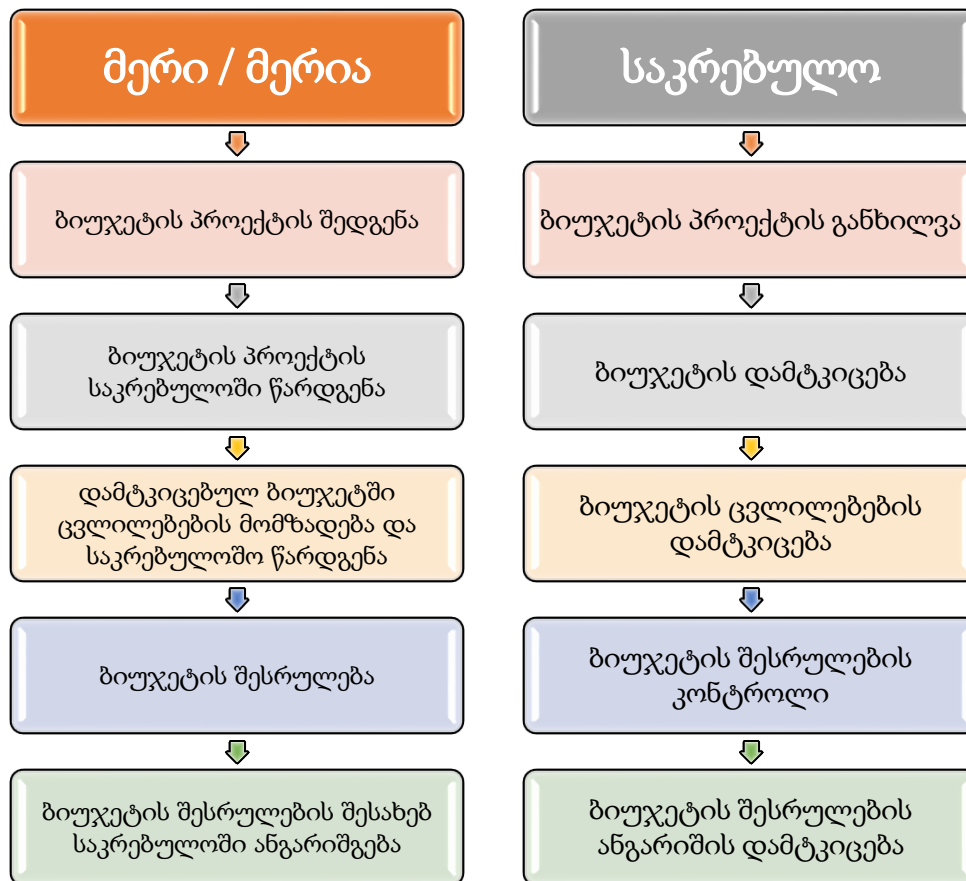 მერი / მერია
ბიუჯეტის პროექტის შედგენა
ბიუჯეტის პროექტის
საკრებულოში წარდგენა
დამტკიცებულ ბიუჯეტში
ცვლილებების მომზადება და
საკრებულოშო წარდგენა
ბიუჯეტის შესრულება
ბიუჯეტის შესრულების შესახებ
საკრებულოში ანგარიშგება
საკრებულო
ბიუჯეტის პროექტის განხილვა
ბიუჯეტის დამტკიცება
ბიუჯეტის ცვლილებების
დამტკიცება
ბიუჯეტის შესრულების
კონტროლი
ბიუჯეტის შესრულების
ანგარიშის დამტკიცება